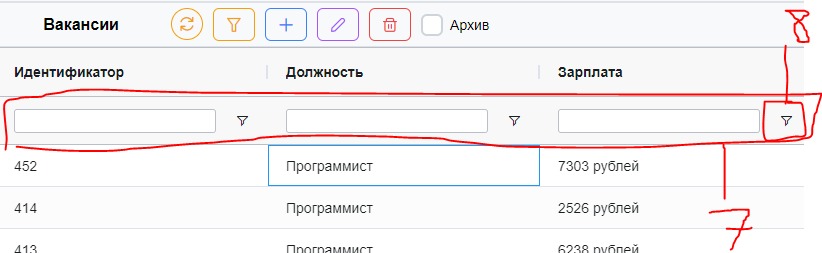 Вакансии Архив 8
Идентификатор Должность Зарплата
452 Программист 7303 рублей
414 Программист 2526 рублей
413 Программист 6238 рублей
7